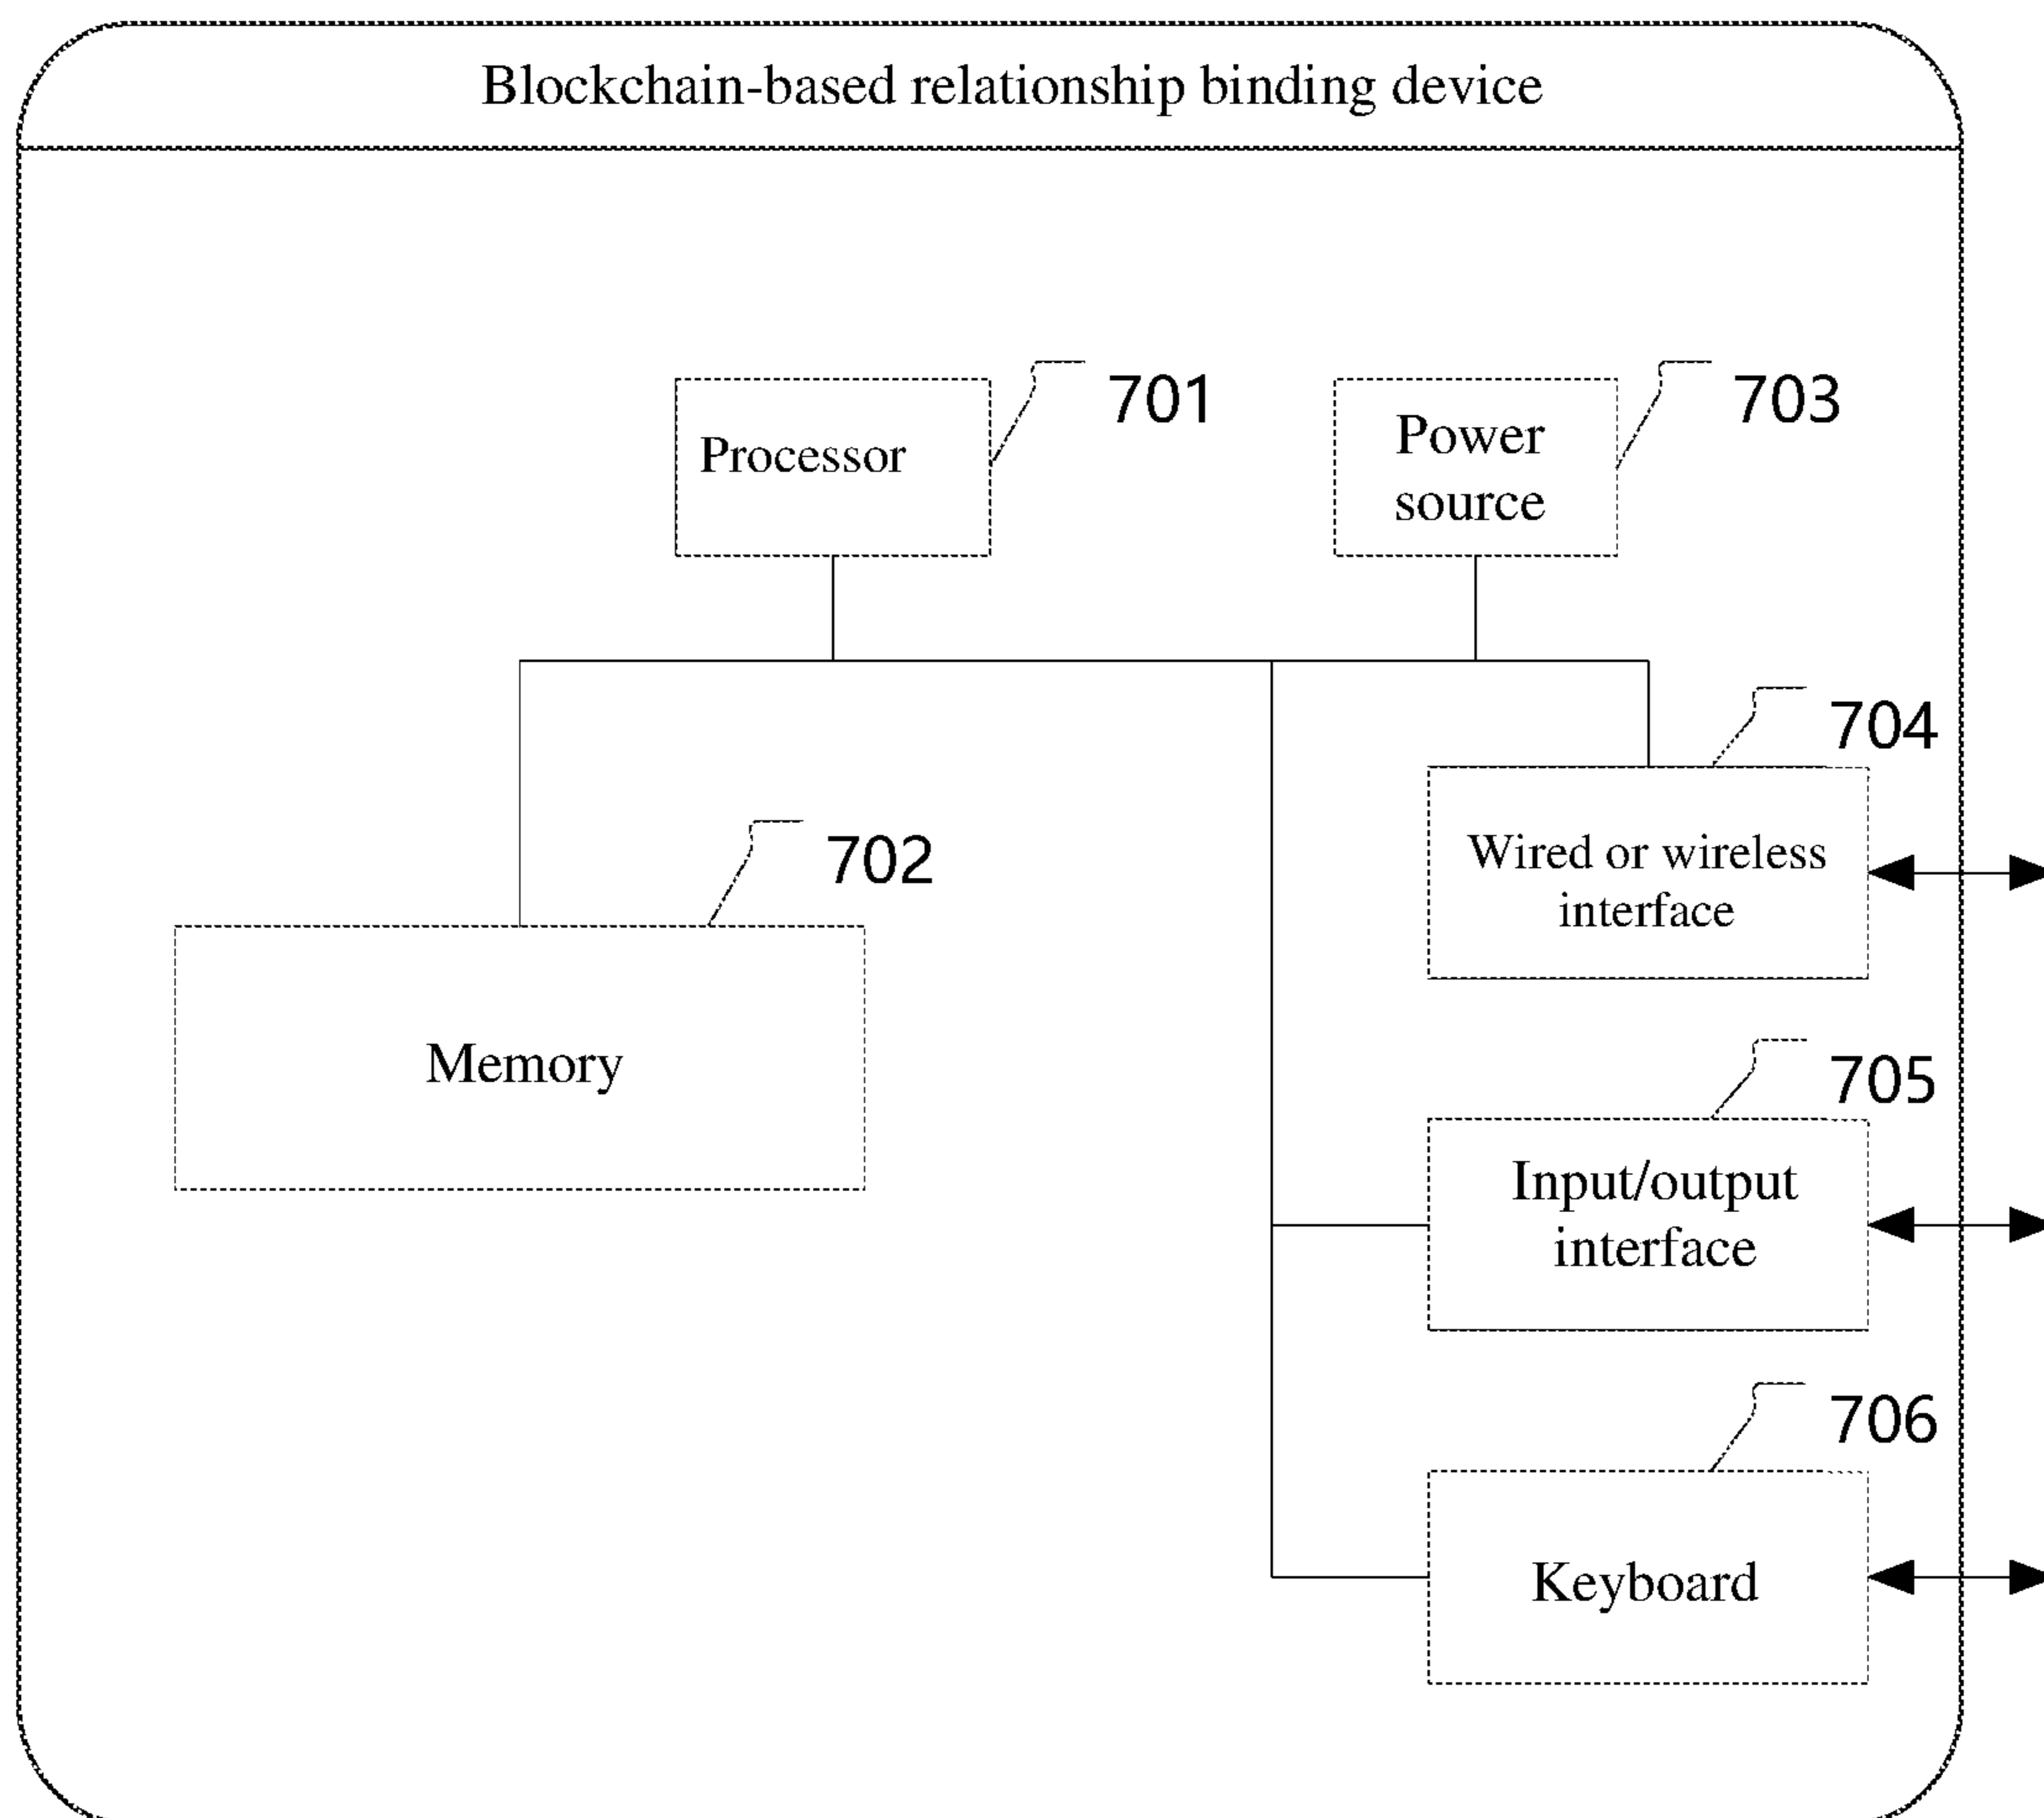 Blockchain-based relationship binding device
701
703
Processor
Power
source
704
Wired or wireless
interface
702
Memory
705
Input/output
interface
706
Keyboard